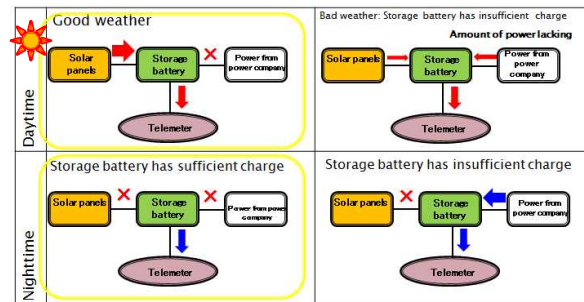 Good weather
Solar
panels
Storage
battery
×
Power from
power company
Telemeter
Bad weather: Storage battery has insufficient charge
Amount of power lacking
Solar panels
Storage
battery
Power from
power
company
Telemeter
Daytime
Storage battery has sufficient charge
Solar panels
×
Storage
battery
×
Power from power
company
Telemeter
Storage battery has insufficient charge
Solar panels
×
Storage
battery
Power from
power company
Telemeter
Nighttime